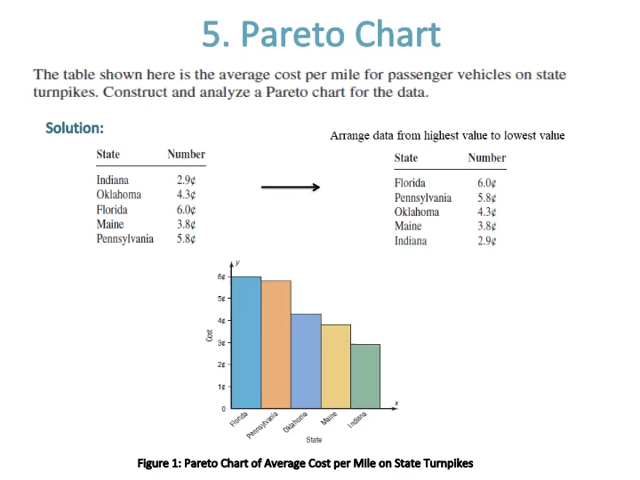 5. Pareto Chart
The table shown here is the average cost per mile for passenger vehicles on state
turnpikes. Construct and analyze a Pareto chart for the data.
Solution:
Arrange data from highest value to lowest value
State Number
Indiana 2.9¢
Oklahoma 4.3¢
Florida 6.0¢
Maine 3.8¢
Pennsylvania 5.8¢
State Number
Florida 6.0¢
Pennsylvania 5.8¢
Oklahoma 4.3¢
Maine 3.8¢
Indiana 2.9¢
y
6¢
5¢
4¢
3¢
2¢
1¢
0
Cost
x
Florida
Pennsylvania
Oklahoma
Maine
Indiana
State
Figure 1: Pareto Chart of Average Cost per Mile on State Turnpikes